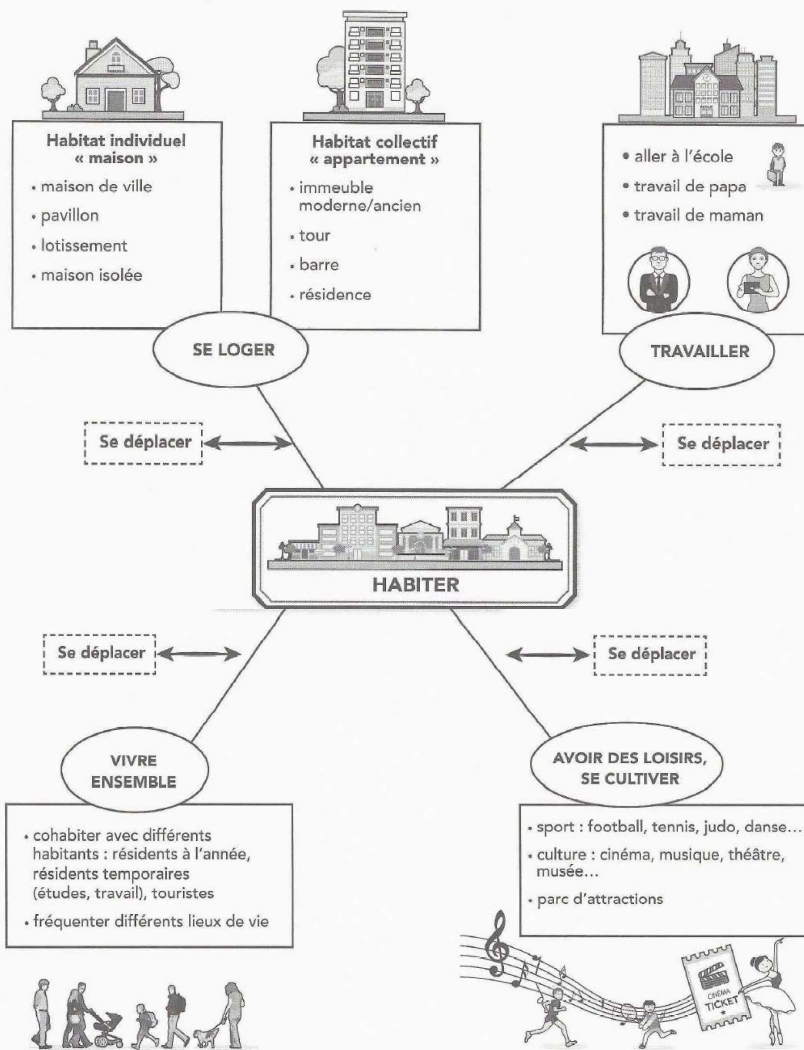 Habitat individuel
« maison »
• maison de ville
• pavillon
• lotissement
• maison isolée
Habitat collectif
« appartement »
• immeuble
moderne/ancien
• tour
• barre
• résidence
• aller à l'école
• travail de papa
• travail de maman
SE LOGER
TRAVAILLER
Se déplacer
Se déplacer
HABITER
Se déplacer
Se déplacer
VIVRE
ENSEMBLE
• cohabiter avec différents
habitants : résidents à l'année,
résidents temporaires
(études, travail), touristes
• fréquenter différents lieux de vie
AVOIR DES LOISIRS,
SE CULTIVER
• sport : football, tennis, judo, danse...
• culture : cinéma, musique, théâtre,
musée...
• parc d'attractions
CINÉMA
TICKET